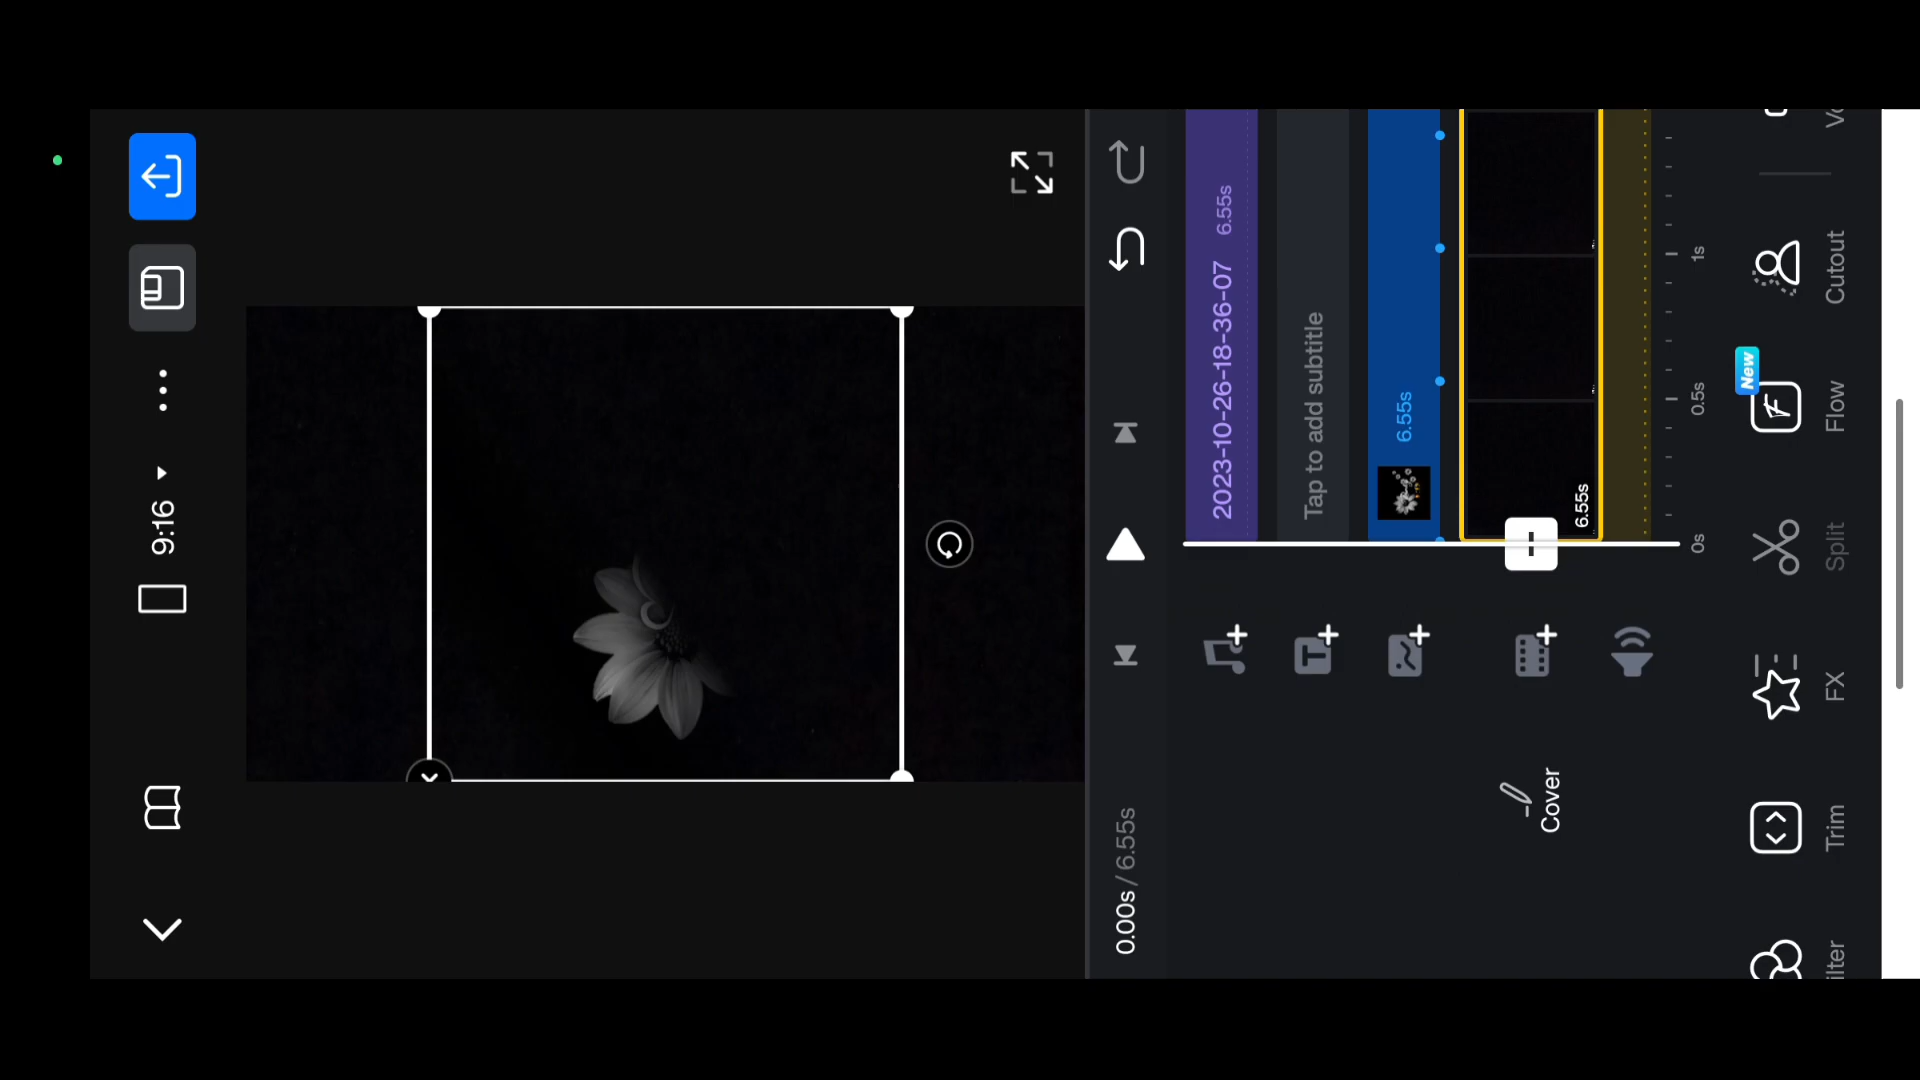 9:16
0.00s / 6.55s
2023-10-26-18-36-07 6.55s
Tap to add subtitle
6.55s
6.55s
Cover
0s
0.5s
1s
New
ilter
Trim
FX
Split
Flow
Cutout